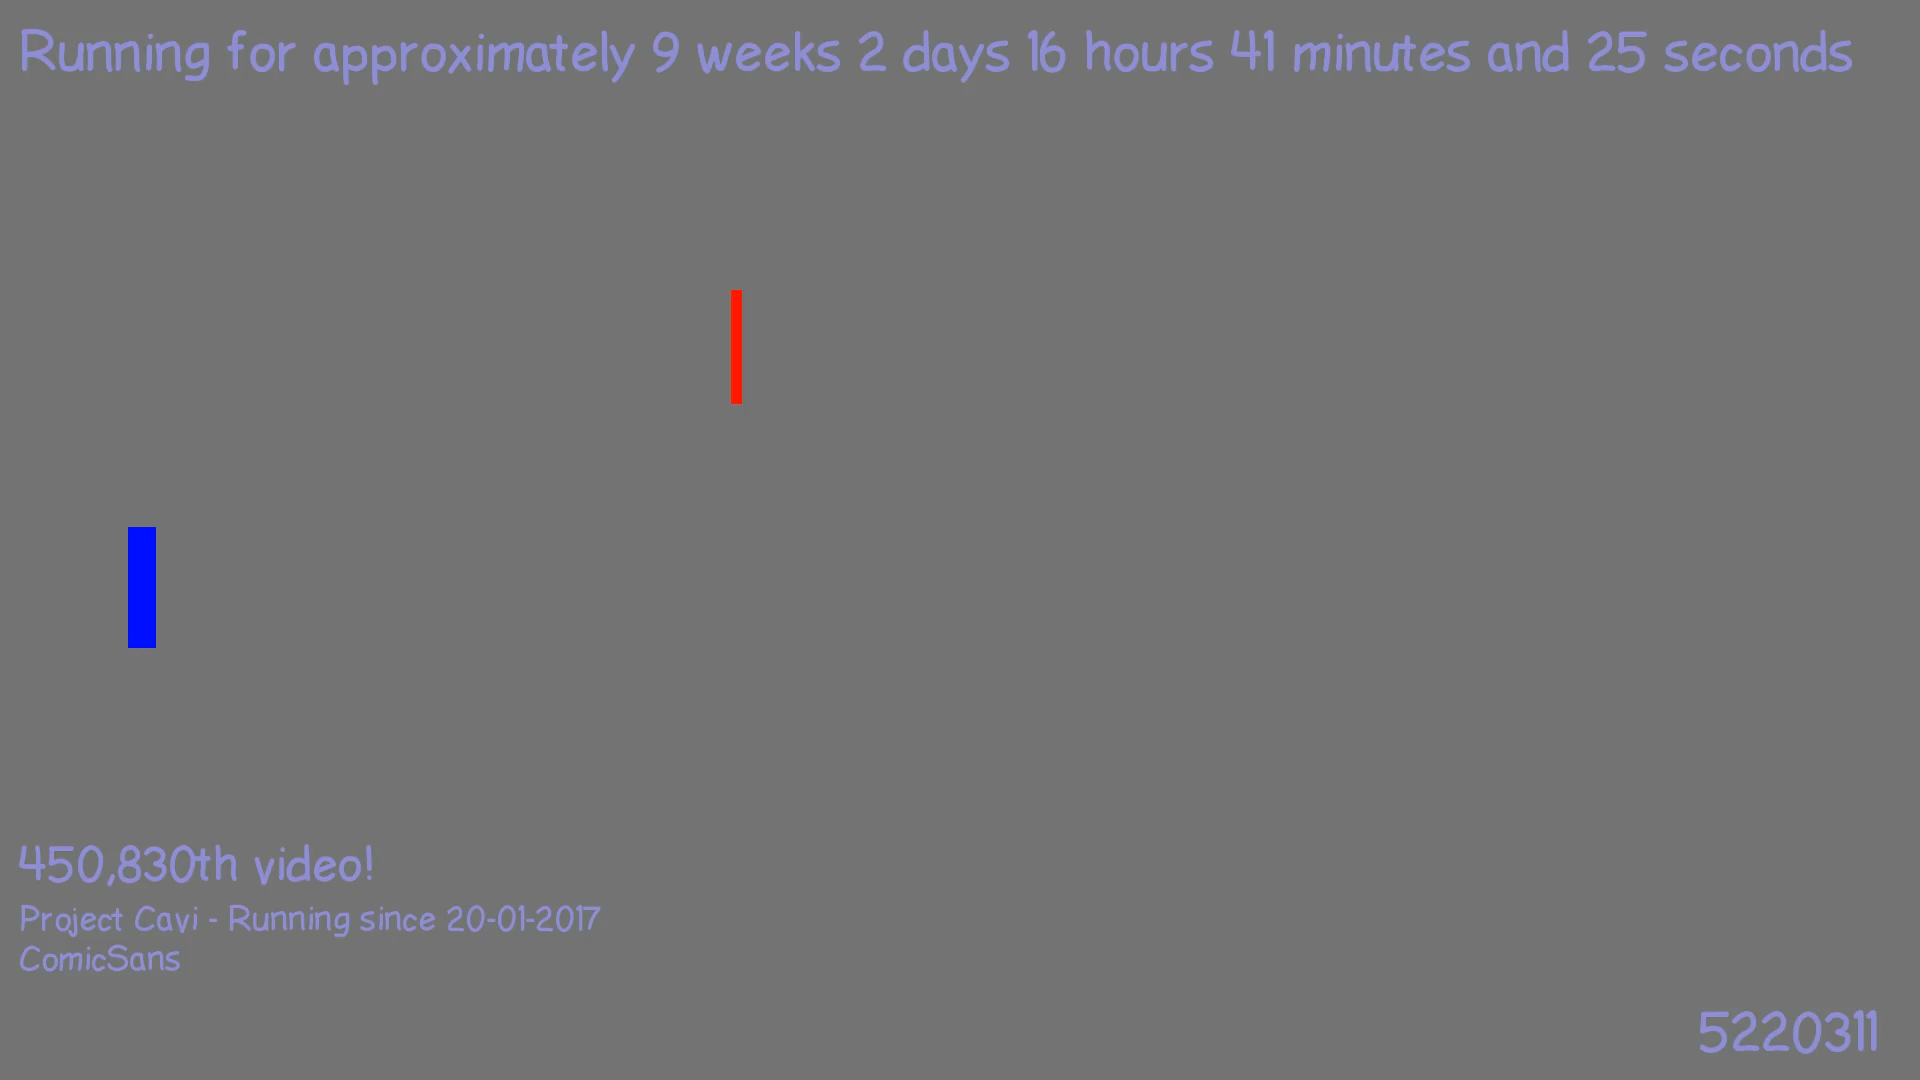 Running for approximately 9 weeks 2 days 16 hours 41 minutes and 25 seconds
450,830th video!
Project Cavi - Running since 20-01-2017
ComicSans
5220311